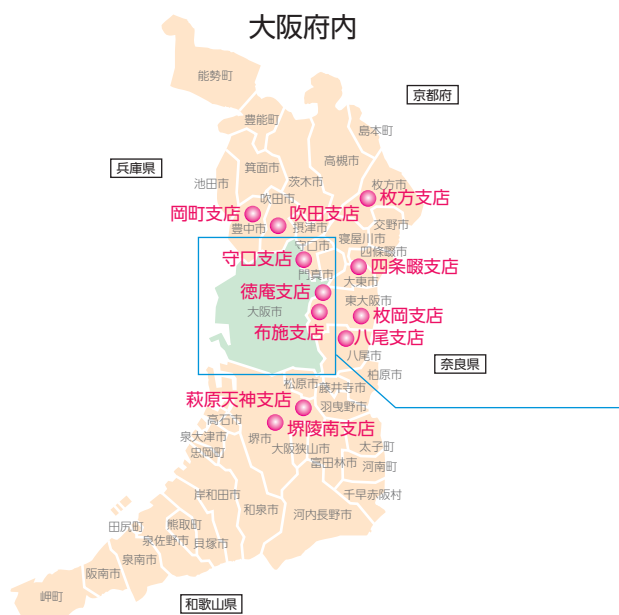 大阪府内
能勢町
京都府
豊能町
島本町
兵庫県
箕面市
高槻市
池田市
茨木市
枚方市
吹田市
枚方支店
岡町支店
吹田支店
豊中市
摂津市
交野市
寝屋川市
守口市
四條畷市
守口支店
門真市
四条畷支店
大東市
徳庵支店
東大阪市
大阪市
枚岡支店
布施支店
八尾支店
八尾市
奈良県
柏原市
松原市
藤井寺市
萩原天神支店
羽曳野市
高石市
堺陵南支店
泉大津市
堺市
太子町
忠岡町
大阪狭山市
富田林市
河南町
岸和田市
千早赤阪村
和泉市
河内長野市
田尻町
熊取町
泉佐野市
貝塚市
泉南市
阪南市
岬町
和歌山県